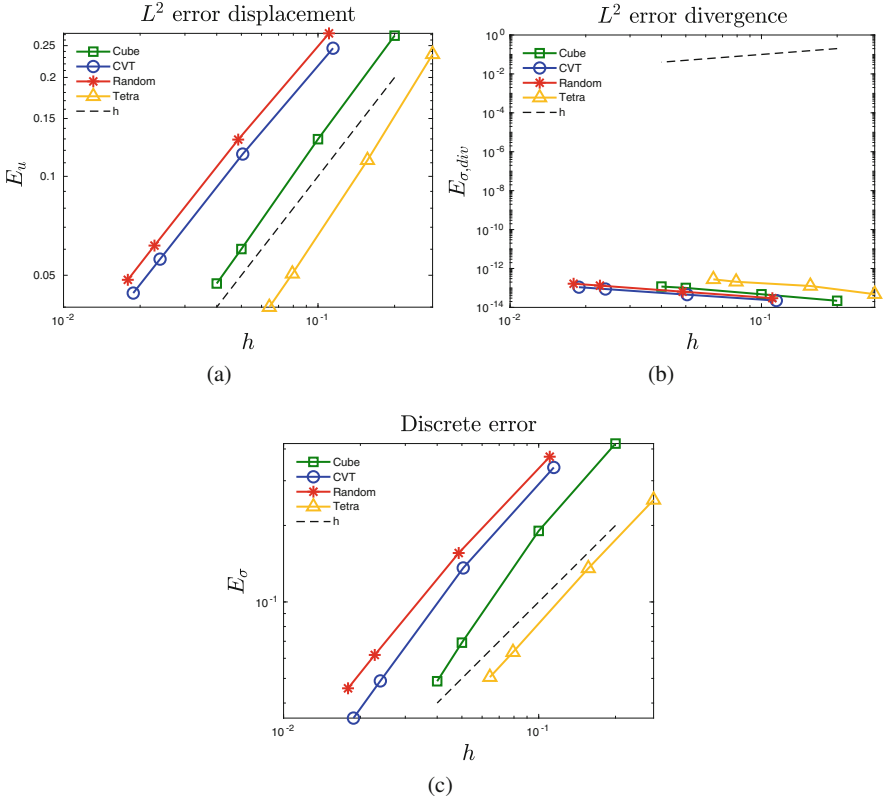 L² error displacement
0.25
0.2
0.15
0.1
0.05
E_u
Cube
CVT
Random
Tetra
h
10⁻²
10⁻¹
h
(a)
L² error divergence
10⁰
10⁻²
10⁻⁴
10⁻⁶
10⁻⁸
10⁻¹⁰
10⁻¹²
10⁻¹⁴
E_σ,div
Cube
CVT
Random
Tetra
h
10⁻²
10⁻¹
h
(b)
Discrete error
10⁻¹
E_σ
Cube
CVT
Random
Tetra
h
10⁻²
10⁻¹
h
(c)